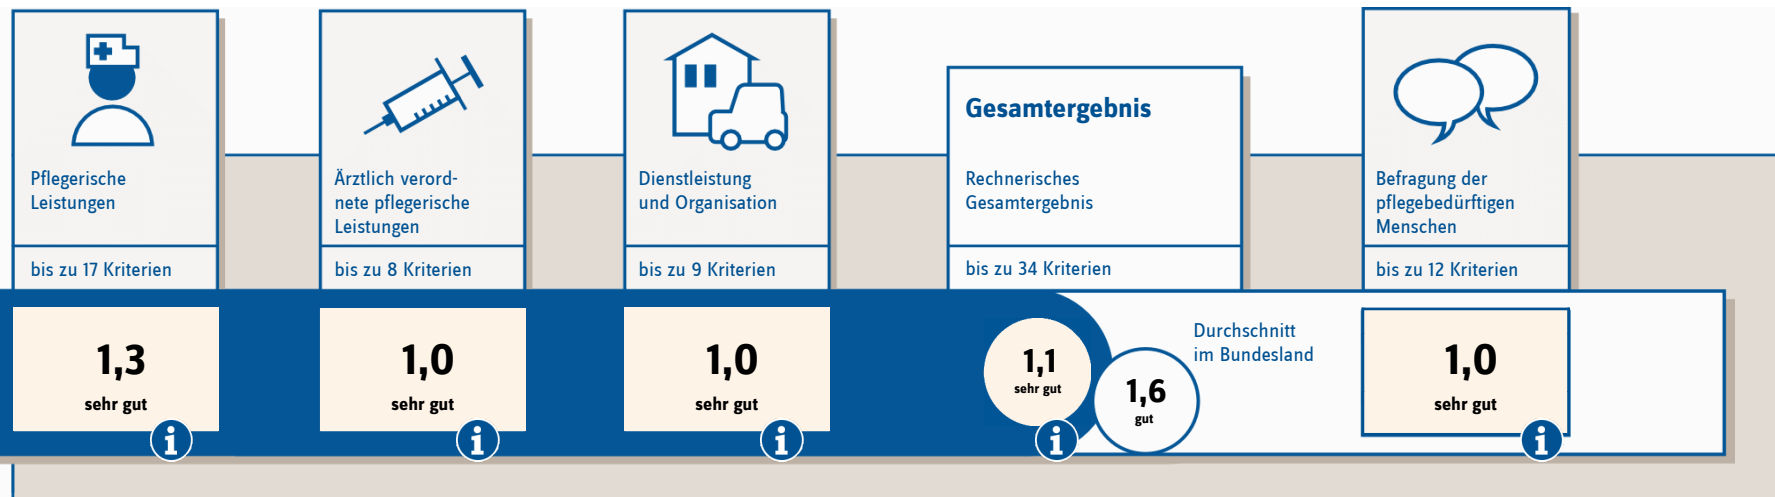 Pflegerische
Leistungen
bis zu 17 Kriterien
1,3
sehr gut
i
Ärztlich verord-
nete pflegerische
Leistungen
bis zu 8 Kriterien
1,0
sehr gut
i
Dienstleistung
und Organisation
bis zu 9 Kriterien
1,0
sehr gut
i
Gesamtergebnis
Rechnerisches
Gesamtergebnis
bis zu 34 Kriterien
1,1
sehr gut
i
1,6
gut
Durchschnitt
im Bundesland
Befragung der
pflegebedürftigen
Menschen
bis zu 12 Kriterien
1,0
sehr gut
i